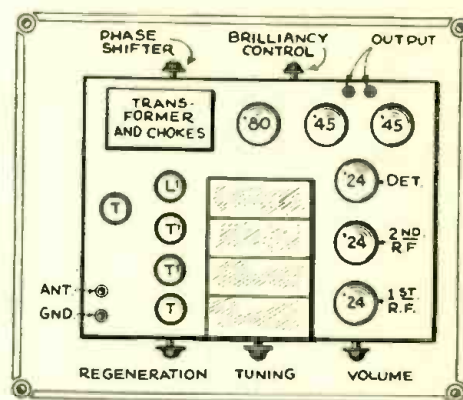 PHASE
SHIFTER
BRILLIANCY
CONTROL
OUTPUT
TRANS-
FORMER
AND CHOKES
'80
'45
'45
'24
DET.
L'
T
T'
'24
2ND
R.F
T'
ANT.
GND.
T
'24
1ST
R.F.
REGENERATION
TUNING
VOLUME